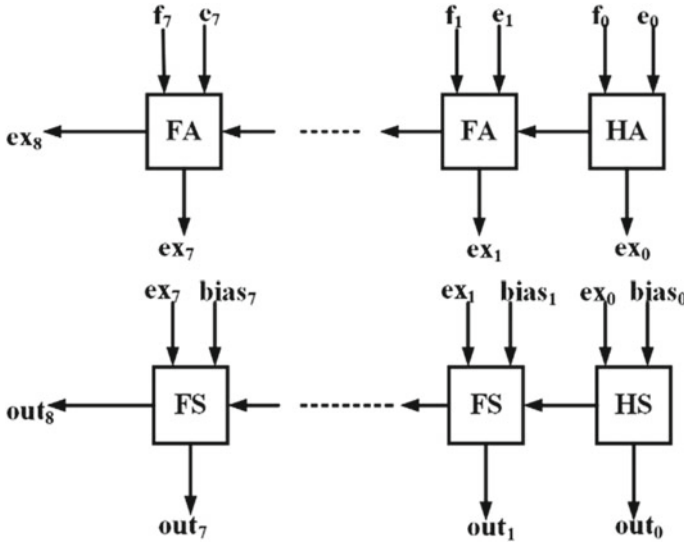 f₇ c₇ f₁ e₁ f₀ e₀
FA FA HA
ex₈
ex₇ ex₁ ex₀
ex₇ bias₇ ex₁ bias₁ ex₀ bias₀
FS FS HS
out₈
out₇ out₁ out₀